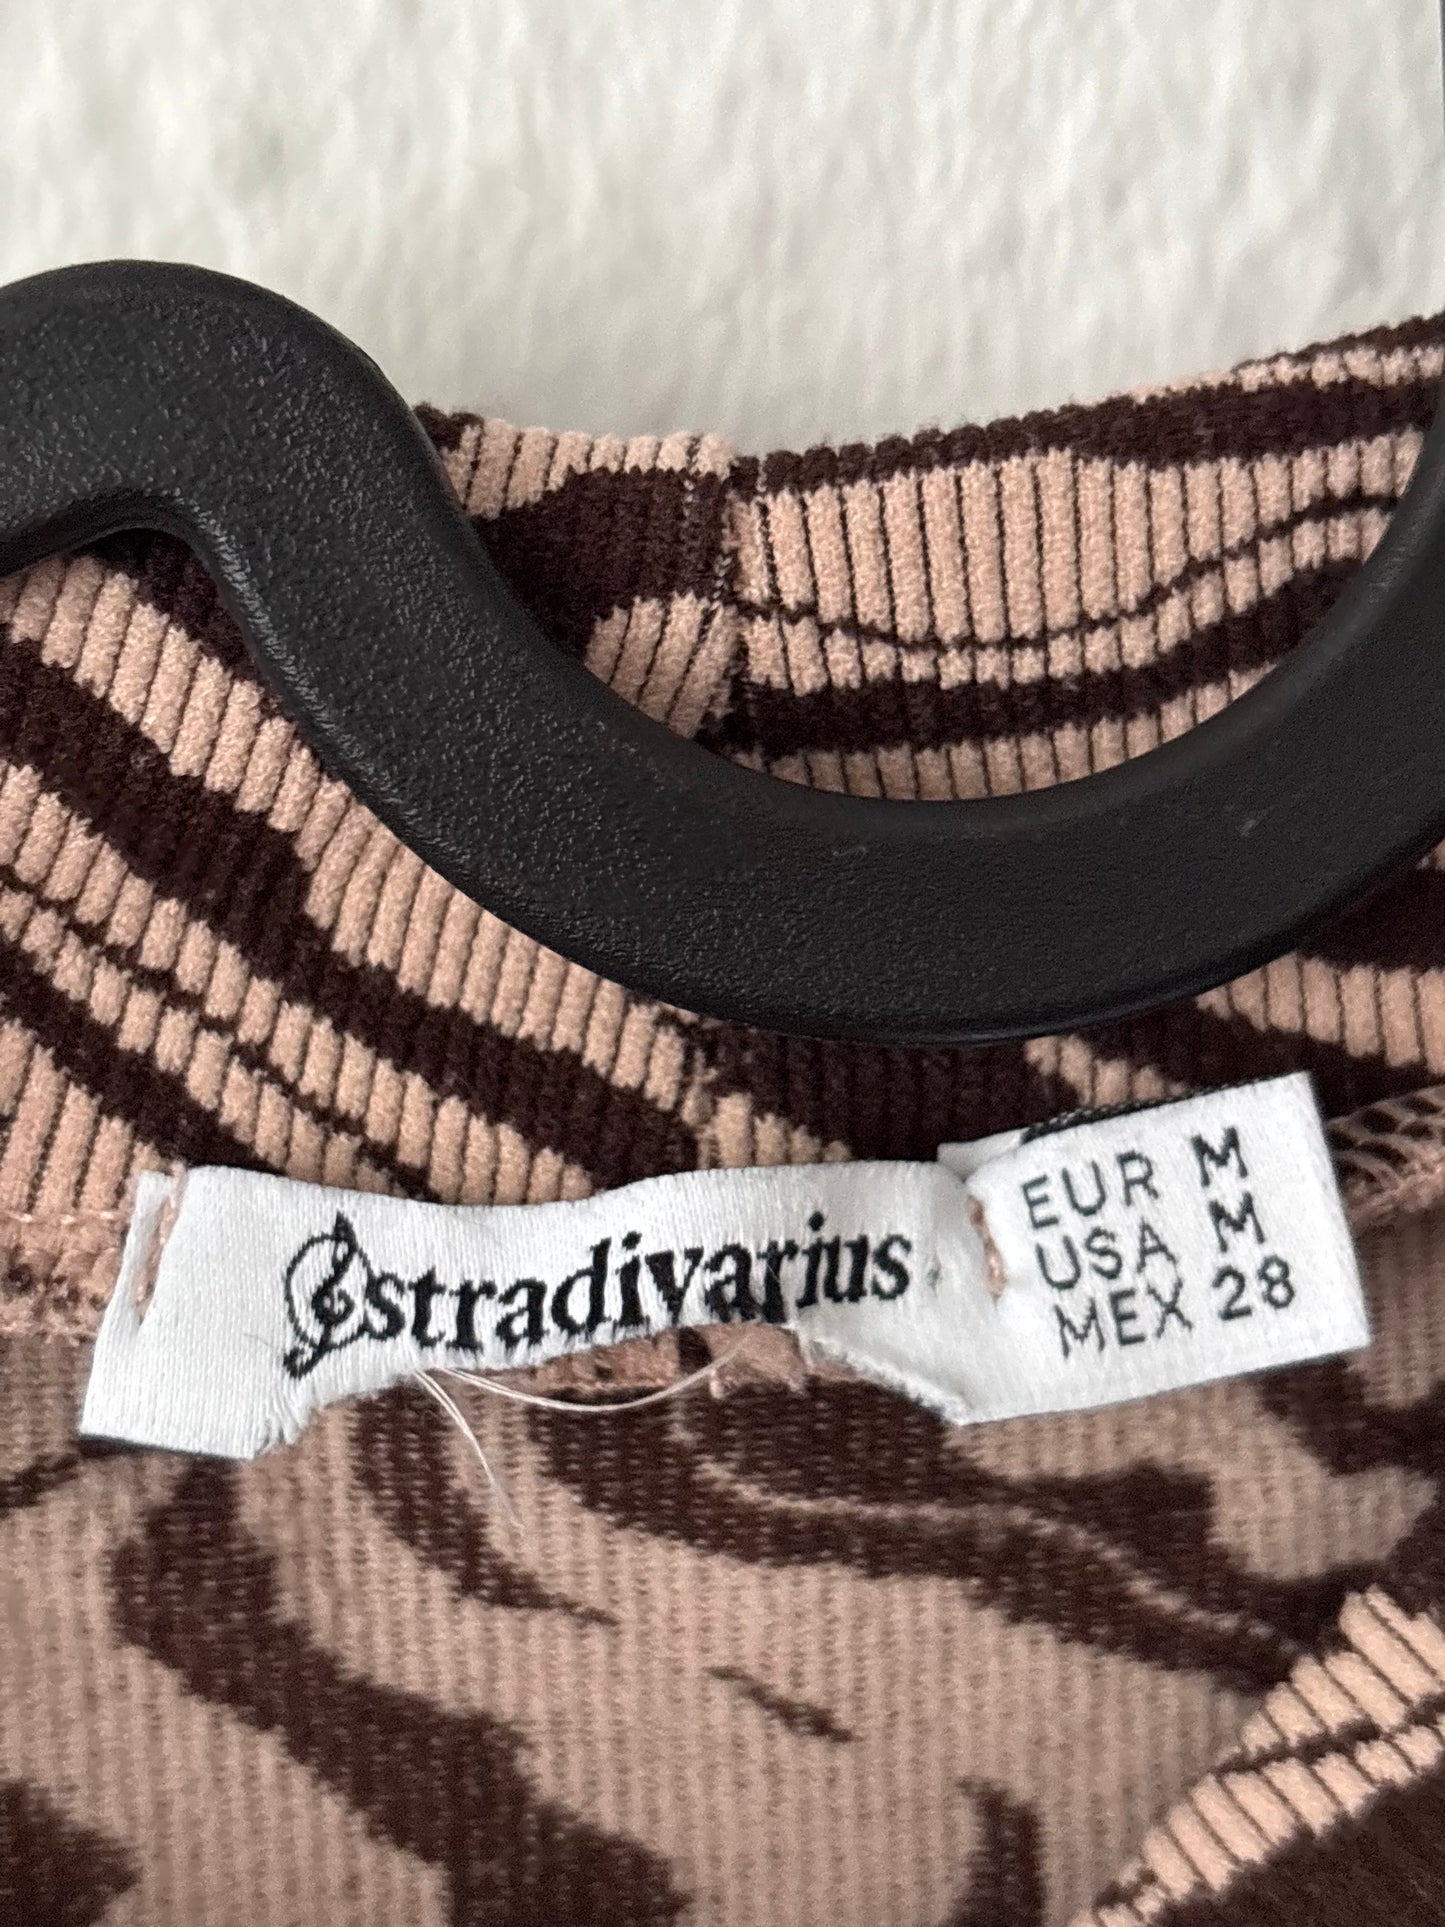 Stradivarius
EUR M
USA M
MEX 28